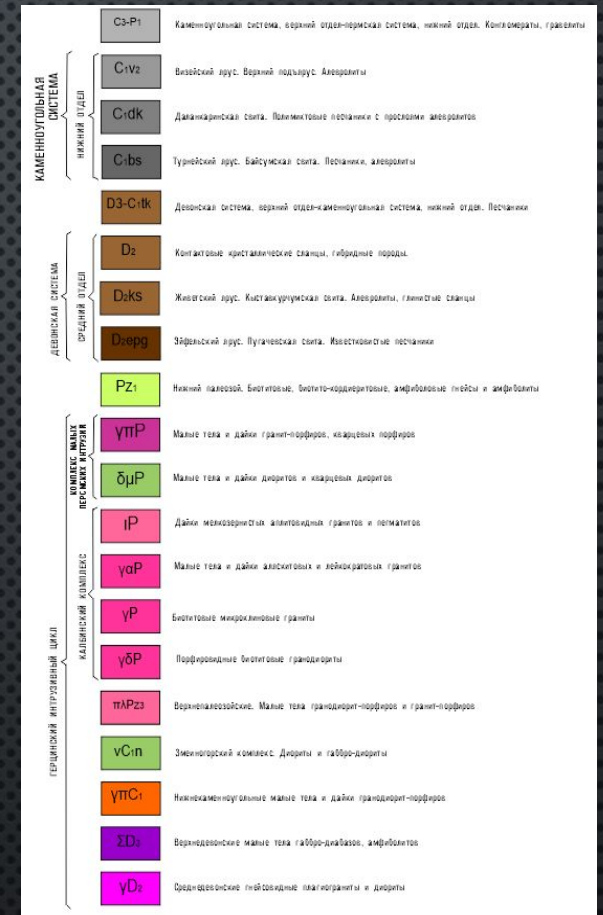 C3-P1 Каменноугольная система, верхний отдел-пермская система, нижний отдел. Конгломераты, гравелиты
КАМЕННОУГОЛЬНАЯ СИСТЕМА
НИЖНИЙ ОТДЕЛ
C1v2 Визейский ярус. Верхний подъярус. Алевролиты
C1dk Даланкаринская свита. Полимиктовые песчаники с прослоями алевролитов
C1bs Турнейский ярус. Байсумская свита. Песчаники, алевролиты
D3-C1tk Девонская система, верхний отдел-каменноугольная система, нижний отдел. Песчаники
ДЕВОНСКАЯ СИСТЕМА
СРЕДНИЙ ОТДЕЛ
D2 Контактовые кристаллические сланцы, гибридные породы.
D2ks Живетский ярус. Кыставкурчумская свита. Алевролиты, глинистые сланцы
D2epg Эйфельский ярус. Пугачевская свита. Известковистые песчаники
Pz1 Нижний палеозой. Биотитовые, биотито-кордиеритовые, амфиболовые гнейсы и амфиболиты
ГЕРЦИНСКИЙ ИНТРУЗИВНЫЙ ЦИКЛ
КОМПЛЕКС МАЛЫХ ПЕРСМКИХ ИНТРУЗИЙ
γπP Малые тела и дайки гранит-порфиров, кварцевых порфиров
δμP Малые тела и дайки диоритов и кварцевых диоритов
КАЛБИНСКИЙ КОМПЛЕКС
ιP Дайки мелкозернистых аплитовидных гранитов и пегматитов
γαP Малые тела и дайки аляскитовых и лейкократовых гранитов
γP Биотитовые микроклиновые граниты
γδP Порфировидные биотитовые гранодиориты
πλPz3 Верхнепалеозойские. Малые тела гранодиорит-порфиров и гранит-порфиров
νC1n Змеиногорский комплекс. Диориты и габбро-диориты
γπC1 Нижнекаменноугольные малые тела и дайки гранодиорит-порфиров
ΣD3 Верхнедевонские малые тела габбро-диабазов, амфиболитов
γD2 Среднедевонские гнейсовидные плагиограниты и диориты